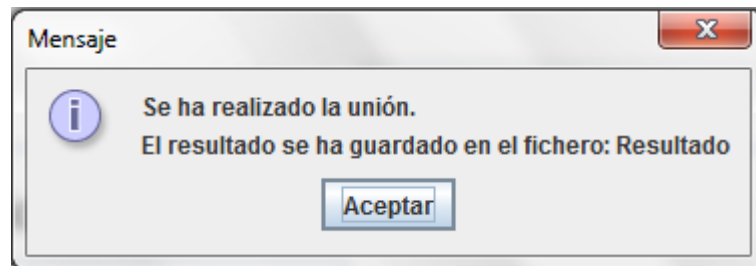 Mensaje
Se ha realizado la unión.
El resultado se ha guardado en el fichero: Resultado
Aceptar